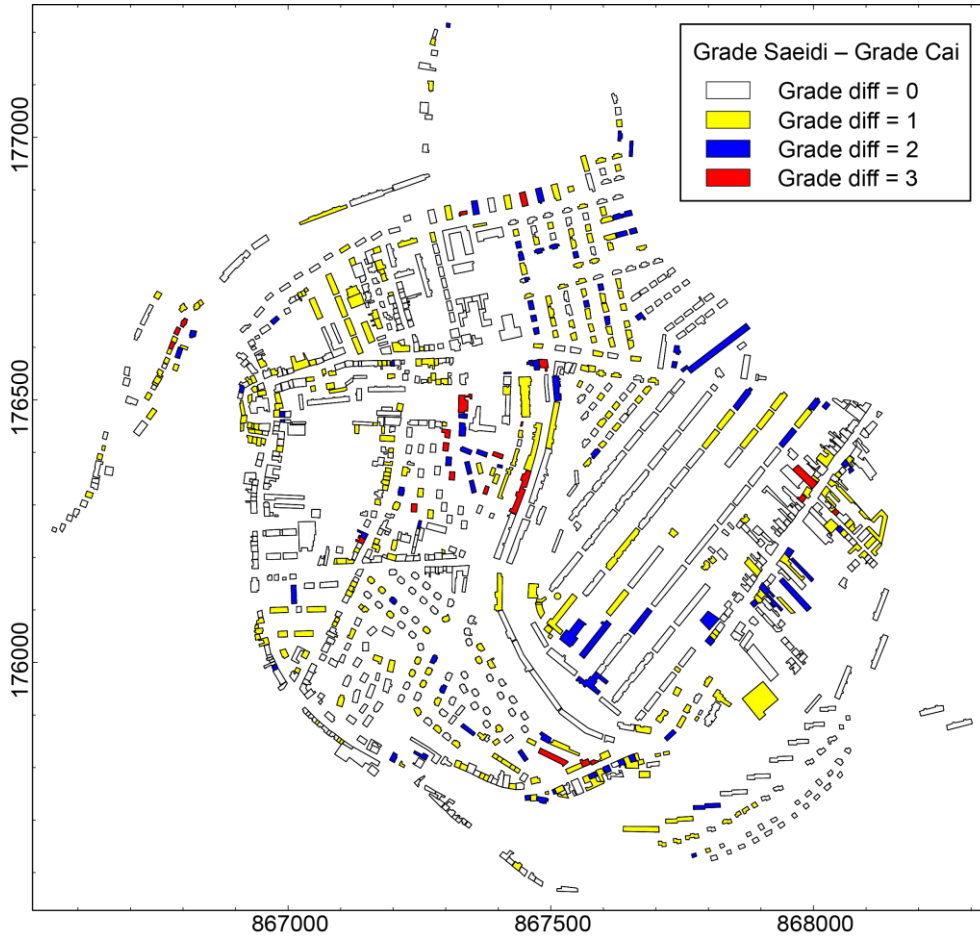 Grade Saeidi – Grade Cai
Grade diff = 0
Grade diff = 1
Grade diff = 2
Grade diff = 3
177000
176500
176000
867000
867500
868000